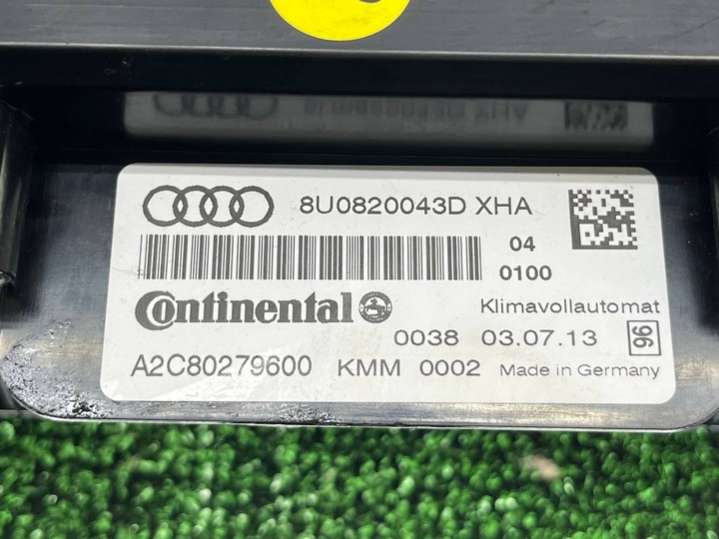 8U0820043D XHA
04
0100
Continental
Klimavollautomat
0038 03.07.13 96
A2C80279600 KMM 0002 Made in Germany